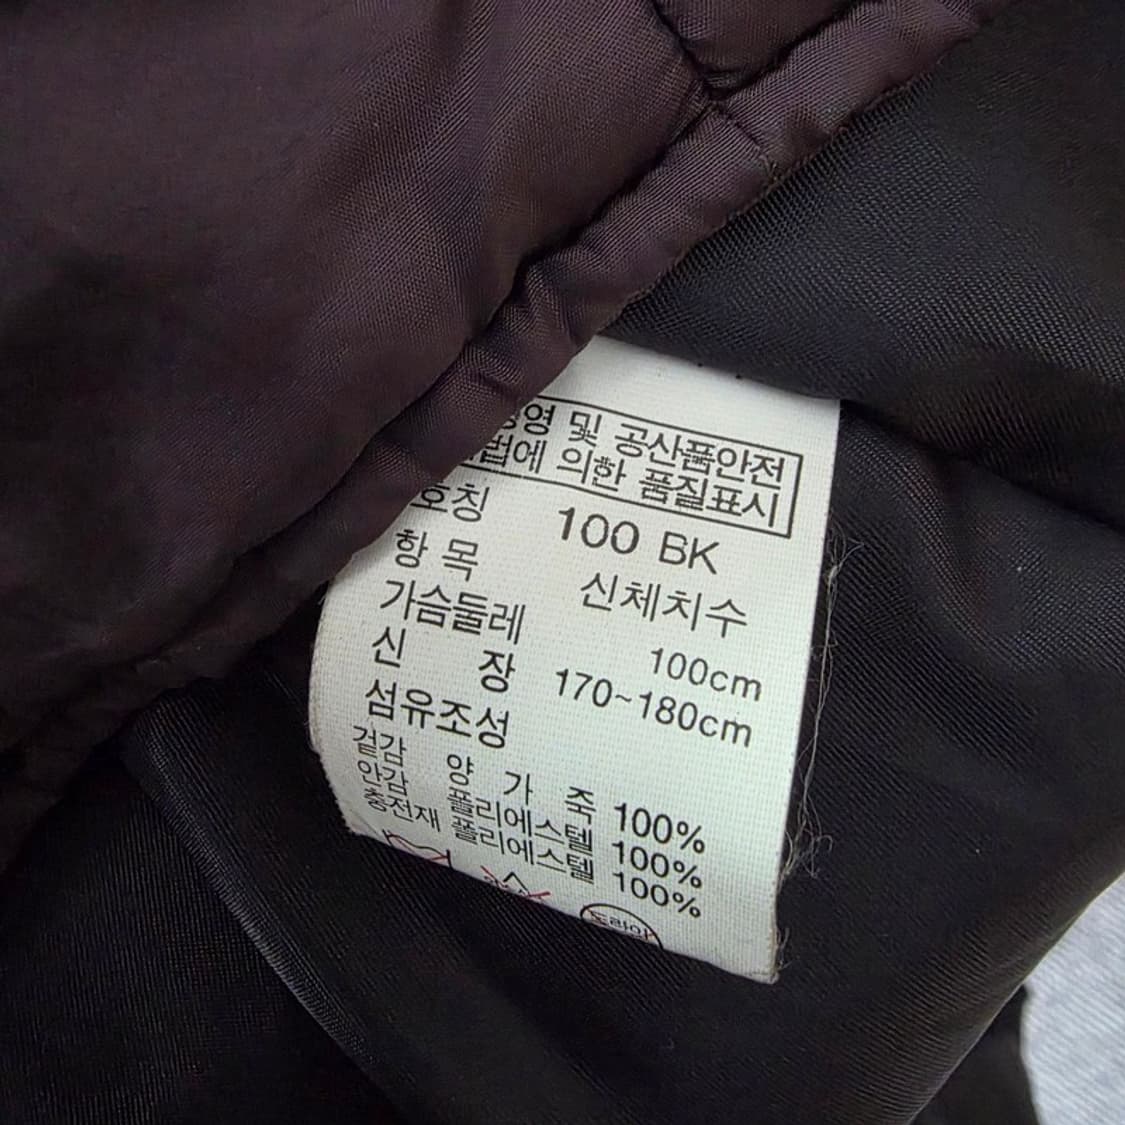 영 및 공산품안전
법에 의한 품질표시
호칭 100 BK
항 목 신체치수
가슴둘레 100cm
신 장 170~180cm
섬유조성
겉감 양 가 죽 100%
안감 폴리에스텔 100%
충전재 폴리에스텔 100%
드라이